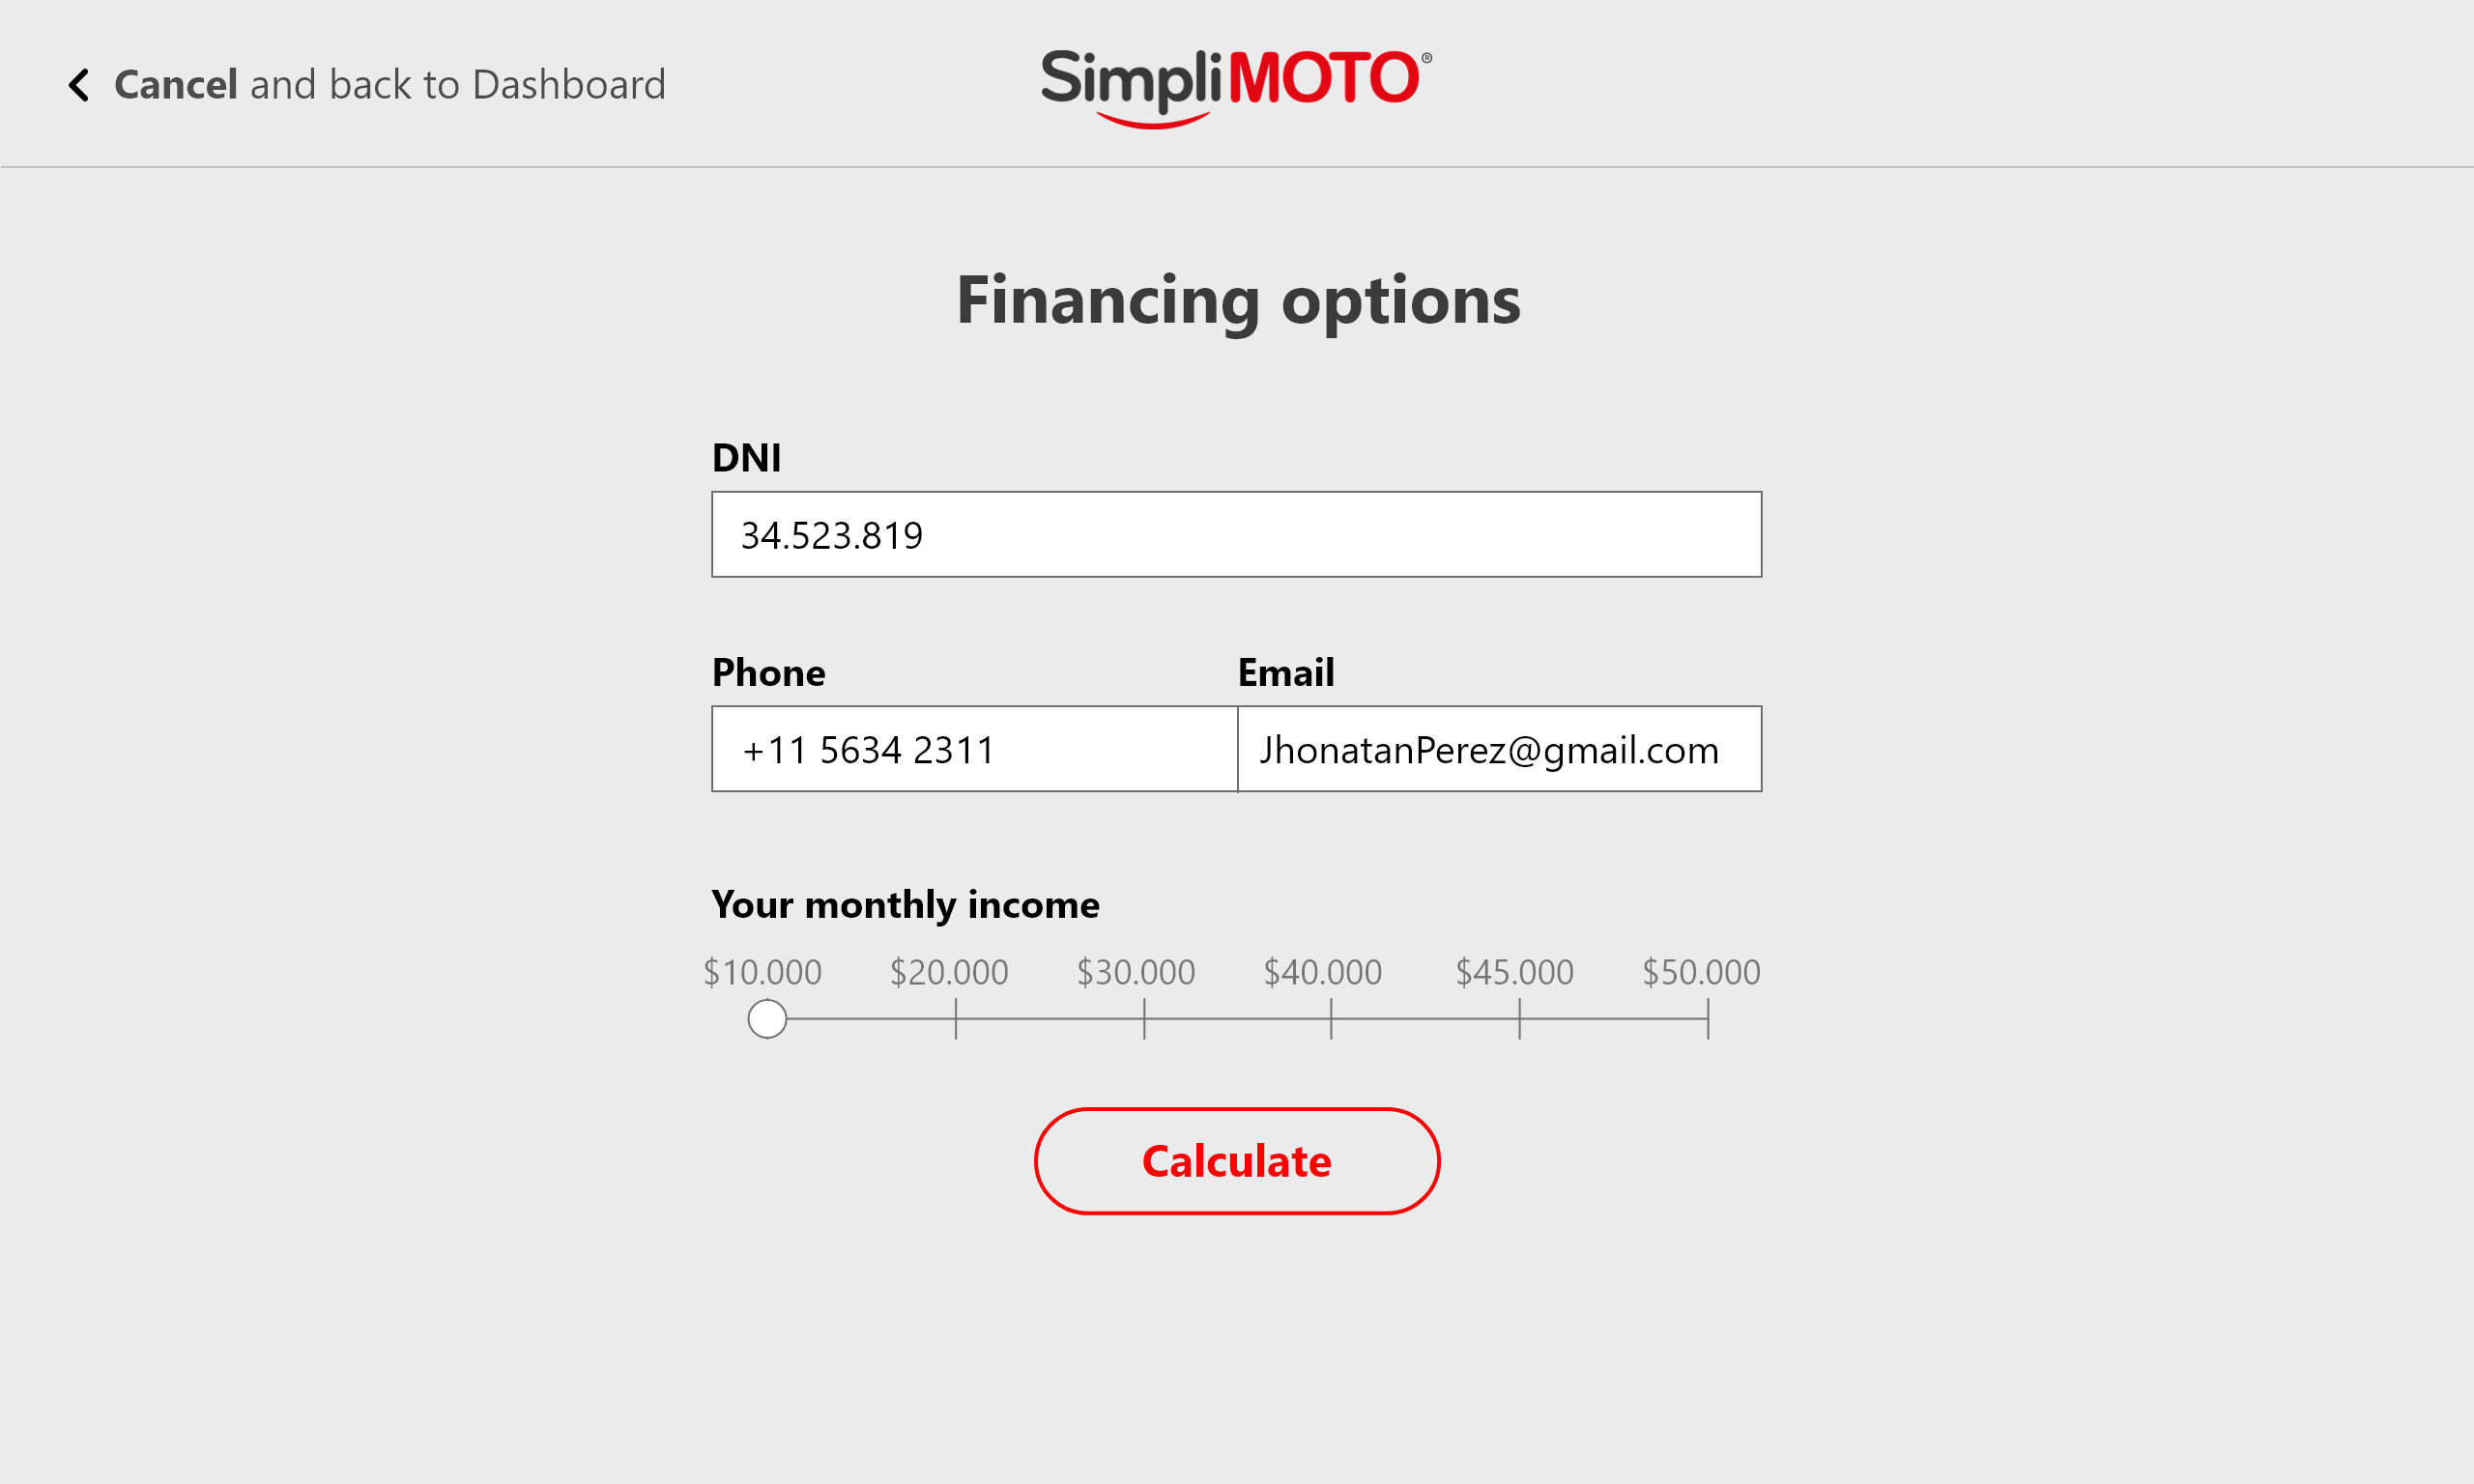 Cancel and back to Dashboard
SimpliMOTO®
Financing options
DNI
34.523.819
Phone Email
+11 5634 2311 JhonatanPerez@gmail.com
Your monthly income
$10.000 $20.000 $30.000 $40.000 $45.000 $50.000
Calculate